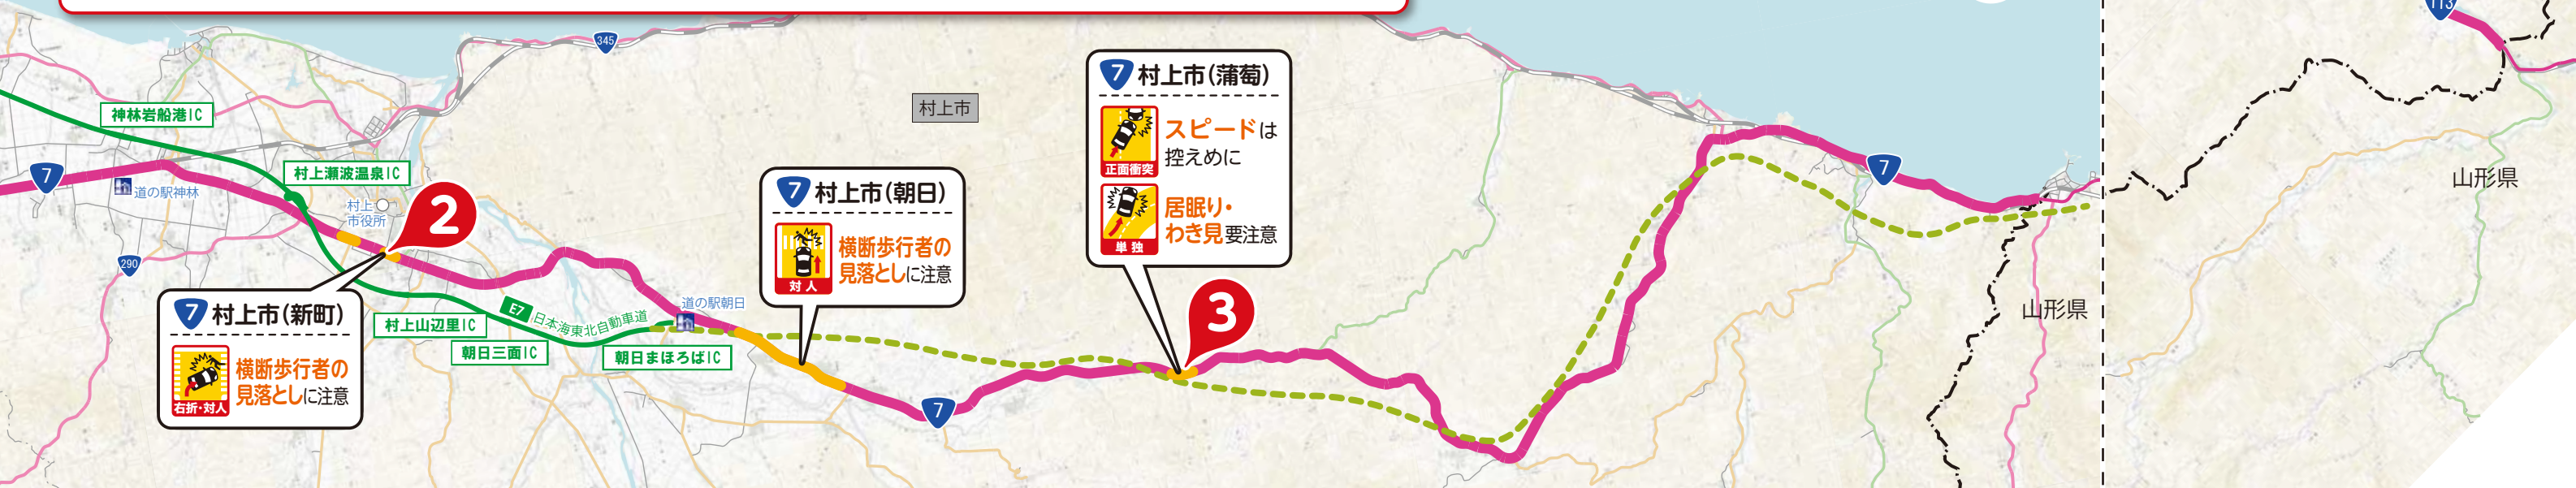 345
113
7 村上市(蒲萄)
スピードは
控えめに
正面衝突
居眠り・
わき見要注意
単独
村上市
神林岩船港IC
村上瀬波温泉IC
7
道の駅神林
村上
市役所
2
7 村上市(朝日)
横断歩行者の
見落としに注意
対人
7
山形県
290
7 村上市(新町)
横断歩行者の
見落としに注意
右折・対人
村上山辺里IC
E7 日本海東北自動車道
朝日三面IC
道の駅朝日
朝日まほろばIC
3
山形県
7